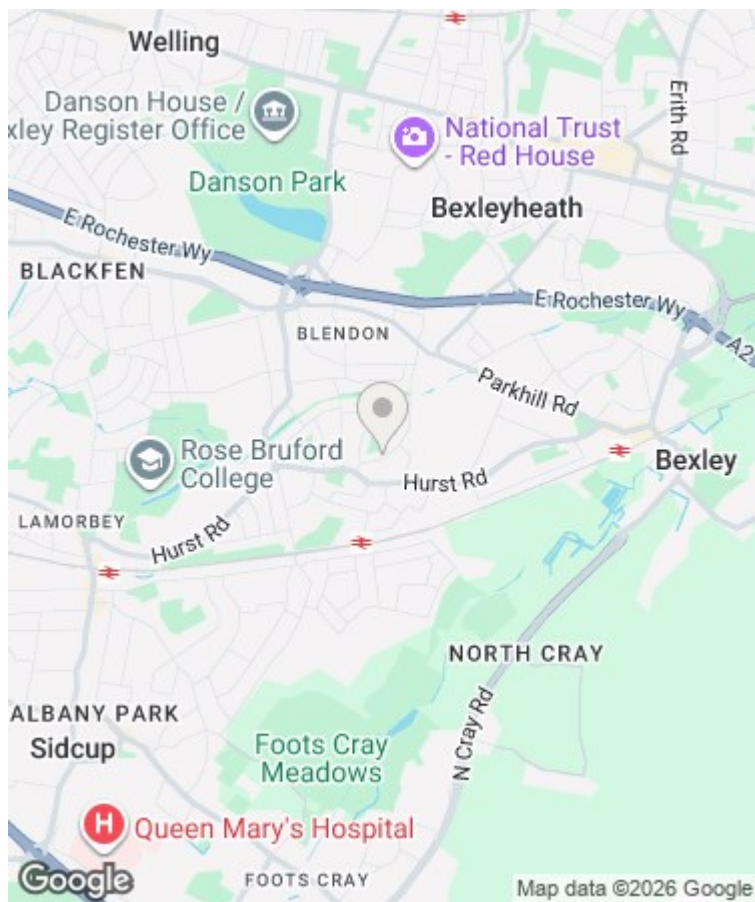 Welling
Danson House /
xley Register Office
National Trust
- Red House
Erith Rd
Danson Park
Bexleyheath
E Rochester Wy
BLACKFEN
E Rochester Wy
BLENDON
A2
Parkhill Rd
Rose Bruford
College
Hurst Rd
Bexley
LAMORBEY
Hurst Rd
NORTH CRAY
ALBANY PARK
Sidcup
Foots Cray
Meadows
N Cray Rd
Queen Mary's Hospital
H
Google
FOOTS CRAY
Map data ©2026 Google